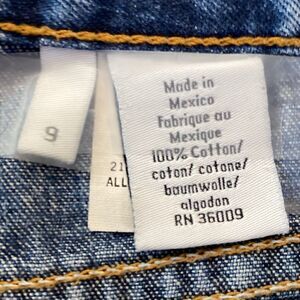 9
21
ALL
Made in
Mexico
Fabrique au
Mexique
100% Cotton/
coton/ cotone/
baumwolle/
algodon
RN 36009